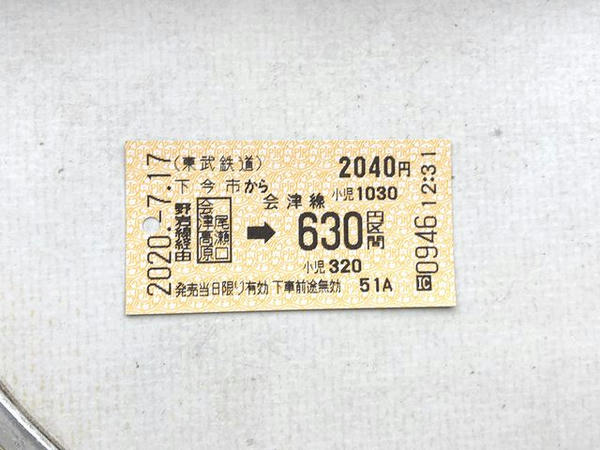 2020.-7.17
(東武鉄道)
2040円
下今市から
小児1030
会津線
野岩線経由
会津高原
尾瀬口
➡ 630円区間
小児320
発売当日限り有効 下車前途無効 51A
IC 0946 12:31